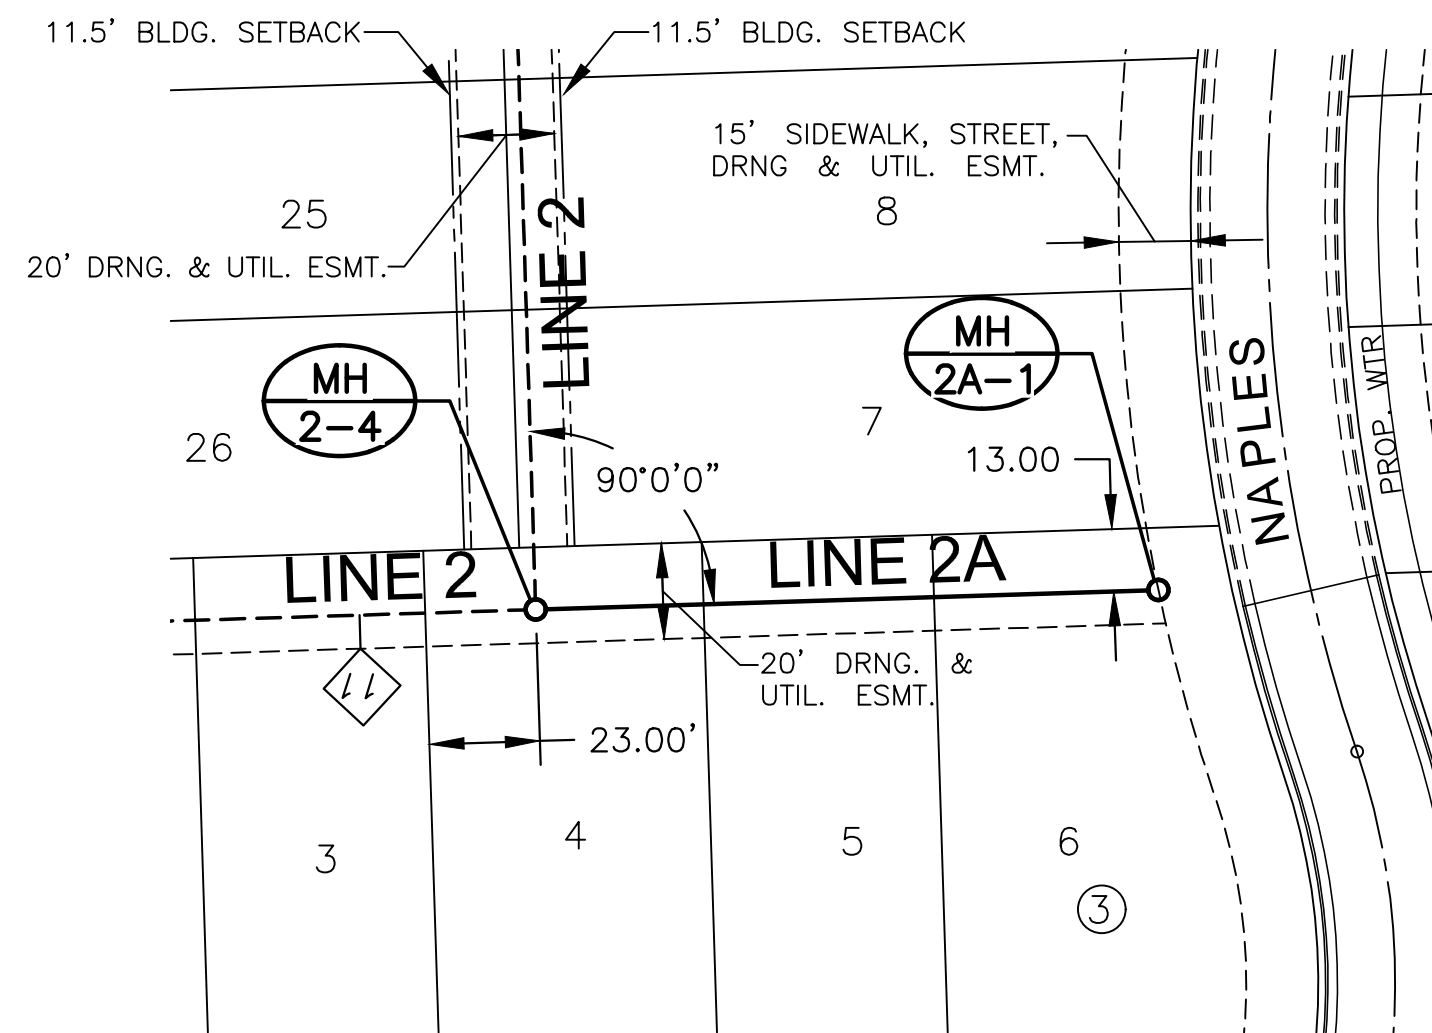 11.5' BLDG. SETBACK
11.5' BLDG. SETBACK
15' SIDEWALK, STREET,
DRNG & UTIL. ESMT.
25
8
20' DRNG. & UTIL. ESMT.
LINE 2
MH
2-4
MH
2A-1
NAPLES
PROP. WTR
26
7
90°0'0"
13.00
LINE 2
LINE 2A
20' DRNG. &
UTIL. ESMT.
11
23.00'
3
4
5
6
3